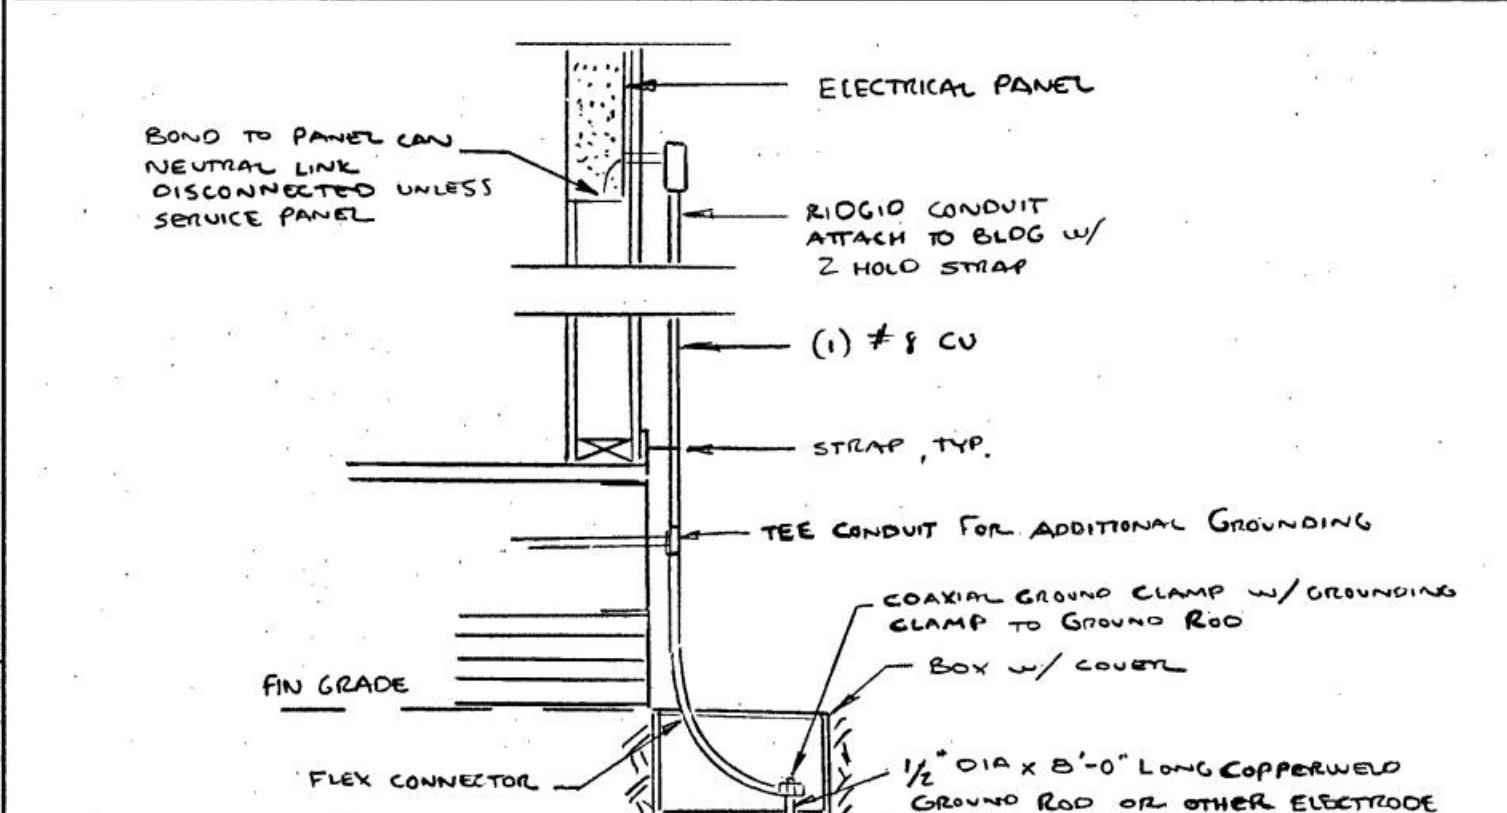 ELECTRICAL PANEL
BOND TO PANEL CAN
NEUTRAL LINK
DISCONNECTED UNLESS
SERVICE PANEL
RIDGID CONDUIT
ATTACH TO BLDG W/
2 HOLD STRAP
(1) # 8 CU
STRAP, TYP.
TEE CONDUIT FOR ADDITIONAL GROUNDING
COAXIAL GROUND CLAMP W/ GROUNDING
CLAMP TO GROUND ROD
BOX W/ COVER
FIN GRADE
FLEX CONNECTOR
1/2" DIA X 8'-0" LONG COPPERWELD
GROUND ROD OR OTHER ELECTRODE